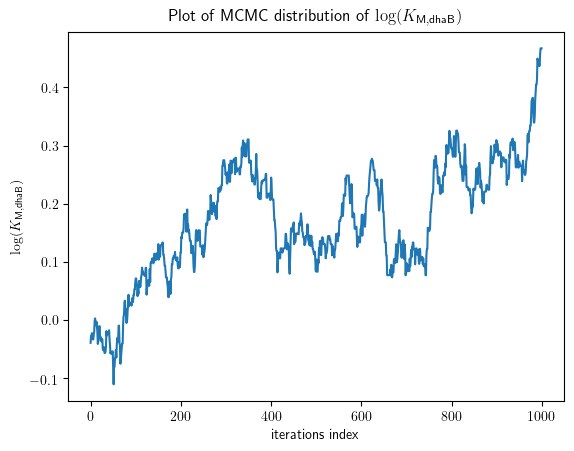 Plot of MCMC distribution of log(K_M,dhaB)
log(K_M,dhaB)
0.4
0.3
0.2
0.1
0.0
−0.1
0 200 400 600 800 1000
iterations index